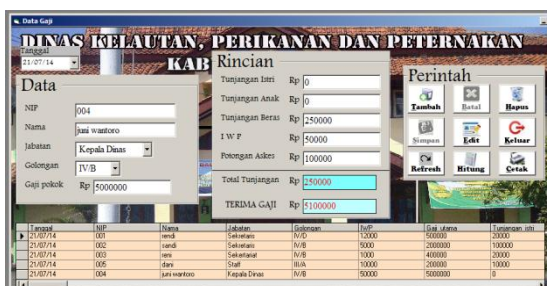 Data Gaji
DINAS KELAUTAN, PERIKANAN DAN PETERNAKAN
KAB
Tanggal
21/07/14
Data
NIP 004
Nama juni wantoro
Jabatan Kepala Dinas
Golongan IV/B
Gaji pokok Rp 5000000
Rincian
Tunjangan Istri Rp 0
Tunjangan Anak Rp 0
Tunjangan Beras Rp 250000
I W P Rp 50000
Potongan Askes Rp 100000
Total Tunjangan Rp 250000
TERIMA GAJI Rp 5100000
Perintah
Tambah Batal Hapus
Simpan Edit Keluar
Refresh Hitung Cetak
Tanggal NIP Nama Jabatan Golongan IWP Gaji utama Tunjangan istri
21/07/14 001 rendi Sekretaris IV/D 12000 500000 20000
21/07/14 002 sandi Sekretaris IV/B 5000 2000000 100000
21/07/14 003 reni Sekertariat IV/B 1000 400000 20000
21/07/14 005 dani Staff III/A 10000 200000 10000
21/07/14 004 juni wantoro Kepala Dinas IV/B 50000 5000000 0